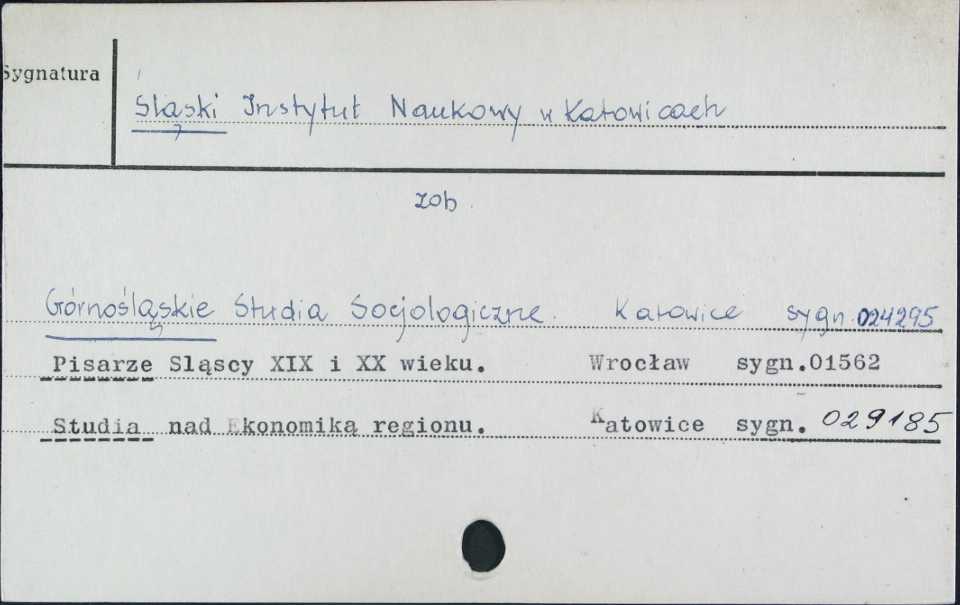 Sygnatura
Śląski Instytut Naukowy w Katowicach
zob.
Górnośląskie Studia Socjologiczne. Katowice sygn. 024295
Pisarze Sląscy XIX i XX wieku. Wrocław sygn.01562
Studia nad Ekonomiką regionu. Katowice sygn. 029185